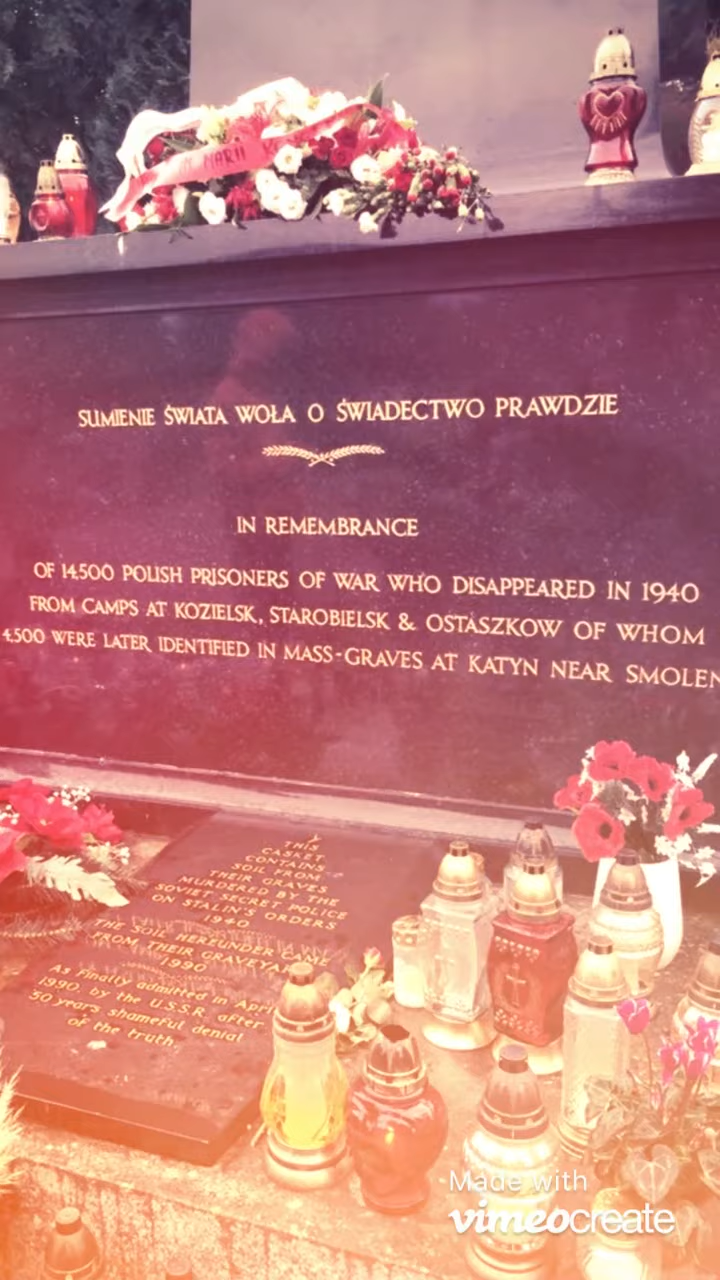 MARII
SUMIENIE ŚWIATA WOŁA O ŚWIADECTWO PRAWDZIE
IN REMEMBRANCE
OF 14500 POLISH PRISONERS OF WAR WHO DISAPPEARED IN 1940
FROM CAMPS AT KOZIELSK, STAROBIELSK & OSTASZKOW OF WHOM
4,500 WERE LATER IDENTIFIED IN MASS-GRAVES AT KATYN NEAR SMOLEN
THIS
CASKET
CONTAINS
SOIL FROM
THEIR GRAVES
MURDERED BY THE
SOVIET SECRET POLICE
ON STALIN'S ORDERS
1940
THE SOIL HEREUNDER CAME
FROM THEIR GRAVEYARD
1990
As finally admitted in April
1990, by the U.S.S.R. after
50 years shameful denial
of the truth.
Made with
vimeocreate